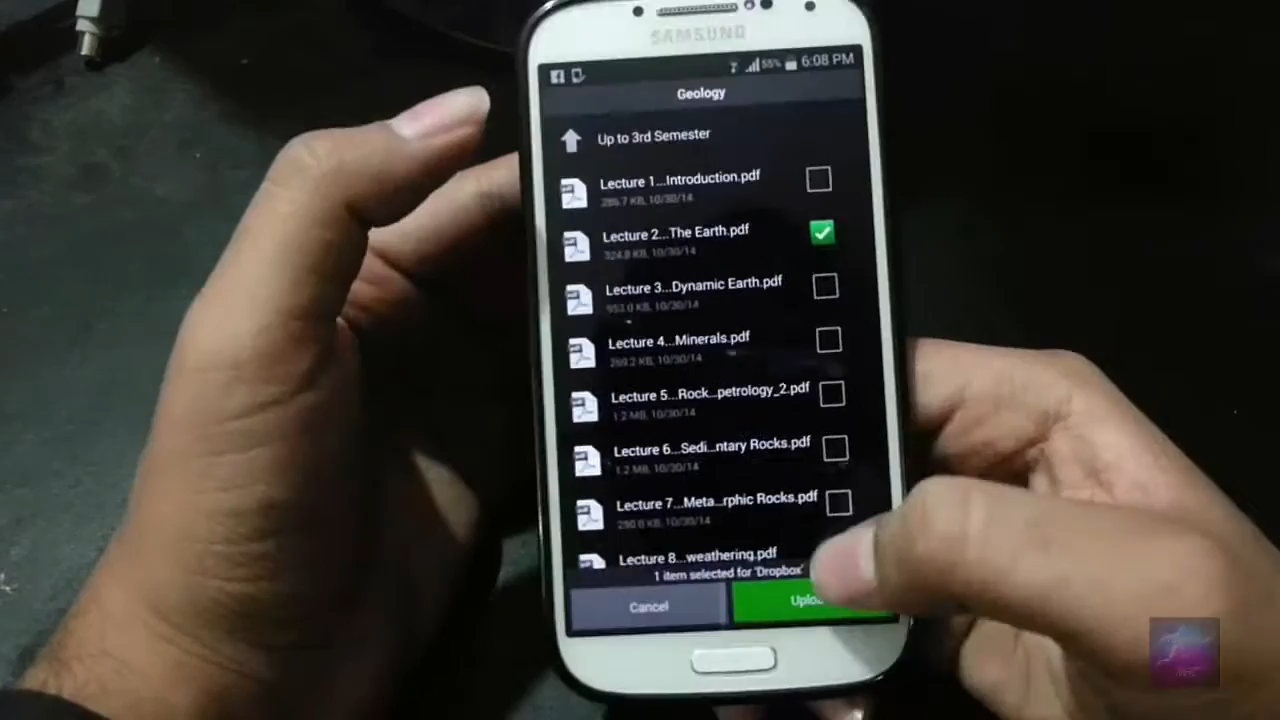 SAMSUNG
55% 6:08 PM
Geology
Up to 3rd Semester
Lecture 1...Introduction.pdf
286.7 KB, 10/30/14
Lecture 2...The Earth.pdf
324.8 KB, 10/30/14
Lecture 3...Dynamic Earth.pdf
953.0 KB, 10/30/14
Lecture 4...Minerals.pdf
269.2 KB, 10/30/14
Lecture 5...Rock...petrology_2.pdf
1.2 MB, 10/30/14
Lecture 6...Sedi...ntary Rocks.pdf
1.2 MB, 10/30/14
Lecture 7...Meta...rphic Rocks.pdf
10/30/14
Lecture 8...weathering.pdf
1 item selected for 'Dropbox'
Cancel
Uplo